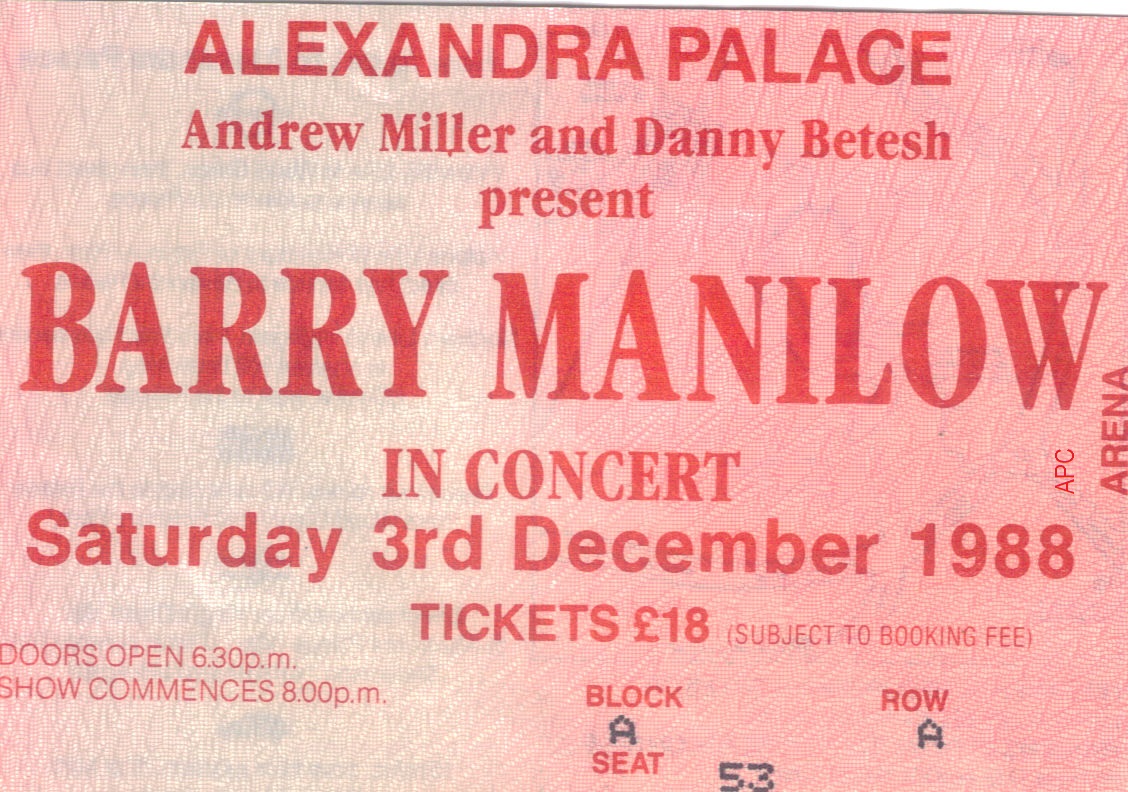 ALEXANDRA PALACE
Andrew Miller and Danny Betesh
present
BARRY MANILOW
IN CONCERT
Saturday 3rd December 1988
TICKETS £18 (SUBJECT TO BOOKING FEE)
DOORS OPEN 6.30p.m.
SHOW COMMENCES 8.00p.m.
BLOCK
A
ROW
A
SEAT
53
APC
ARENA